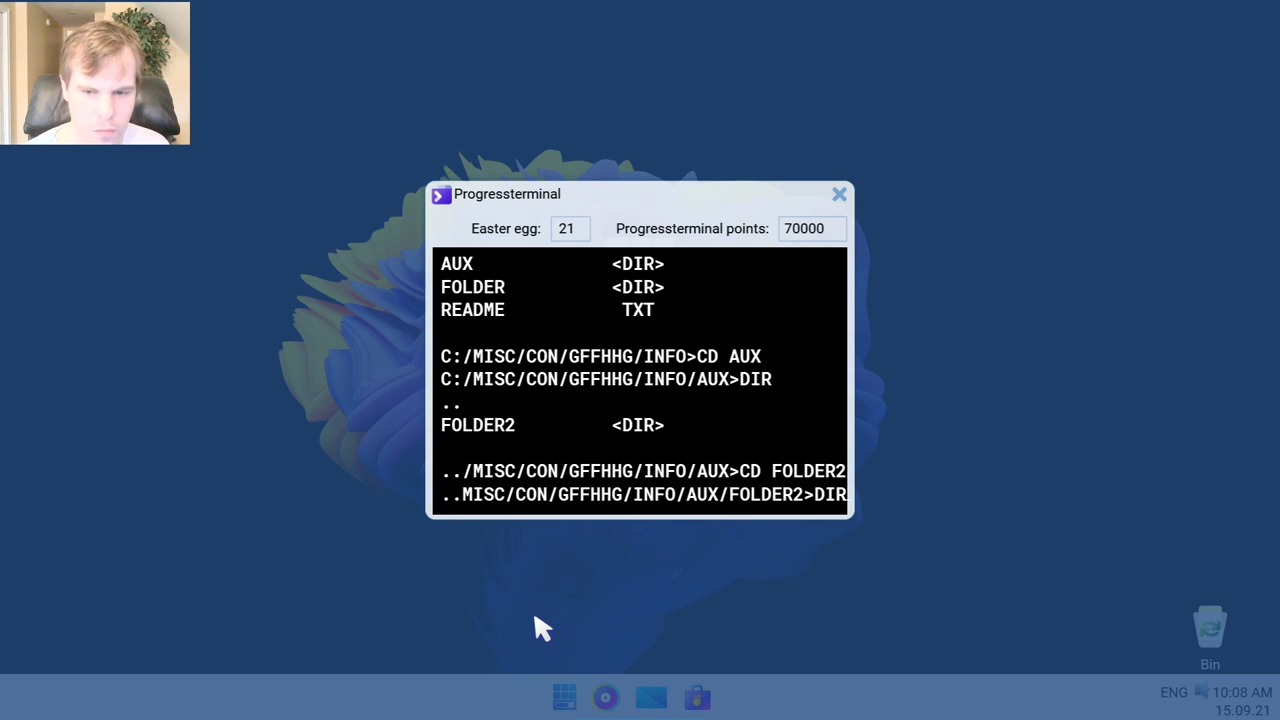 Progressterminal
Easter egg: 21 Progressterminal points: 70000
AUX <DIR>
FOLDER <DIR>
README TXT
C:/MISC/CON/GFFHHG/INFO>CD AUX
C:/MISC/CON/GFFHHG/INFO/AUX>DIR
..
FOLDER2 <DIR>
../MISC/CON/GFFHHG/INFO/AUX>CD FOLDER2
..MISC/CON/GFFHHG/INFO/AUX/FOLDER2>DIR
Bin
ENG 10:08 AM
15.09.21